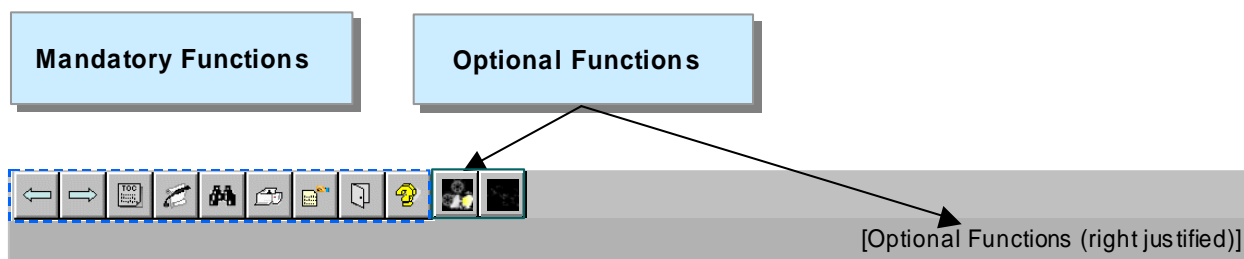 Mandatory Functions
Optional Functions
TOC
[Optional Functions (right justified)]